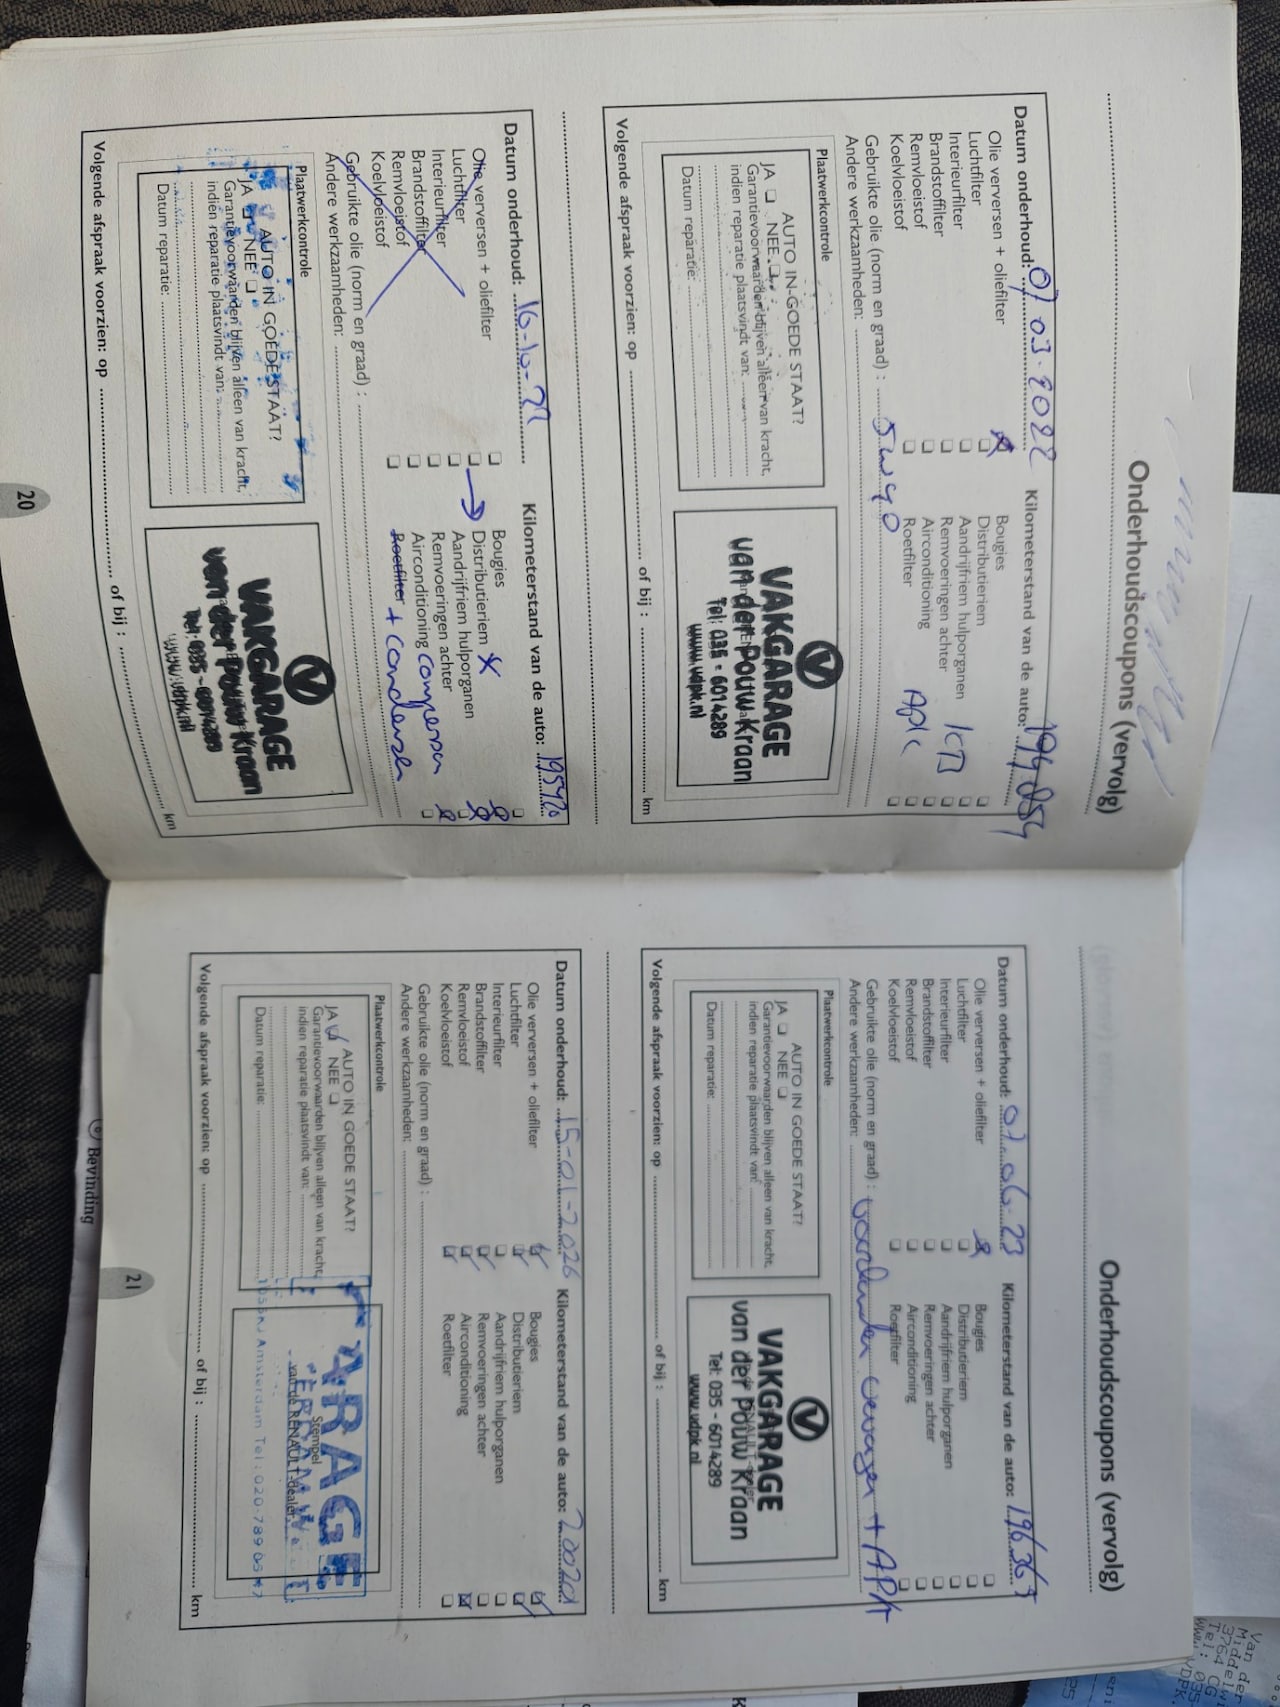 Onderhoudscoupons (vervolg)
Datum onderhoud: 07.03.2022 Kilometerstand van de auto: 194854
Olie verversen + oliefilter
Bougies
Luchtfilter
Distributieriem
Interieurfilter
Aandrijfriem hulporganen
Brandstoffilter
Remvoeringen achter
Remvloeistof
Airconditioning
Koelvloeistof
Roetfilter
APK
Gebruikte olie (norm en graad): 5W40
Andere werkzaamheden:
Plaatwerkcontrole
AUTO IN GOEDE STAAT?
JA NEE
Garantievoorwaarden blijven alleen van kracht,
indien reparatie plaatsvindt van:
Datum reparatie:
VAKGARAGE
van der Pouw Kraan
Tel: 035 - 6014289
www.vdpk.nl
Volgende afspraak voorzien: op of bij: km
Datum onderhoud: 16-10-22 Kilometerstand van de auto:
Olie verversen + oliefilter
Bougies
Luchtfilter
Distributieriem
Interieurfilter
Aandrijfriem hulporganen
Brandstoffilter
Remvoeringen achter
Remvloeistof
Airconditioning
Koelvloeistof
Roetfilter +
Gebruikte olie (norm en graad):
Andere werkzaamheden:
Plaatwerkcontrole
AUTO IN GOEDE STAAT?
JA NEE
Garantievoorwaarden blijven alleen van kracht,
indien reparatie plaatsvindt van:
Datum reparatie:
VAKGARAGE
van der Pouw Kraan
Tel: 035 - 6014289
www.vdpk.nl
Volgende afspraak voorzien: op of bij: km
20
Onderhoudscoupons (vervolg)
Datum onderhoud: 07.06.23 Kilometerstand van de auto:
Olie verversen + oliefilter
Bougies
Luchtfilter
Distributieriem
Interieurfilter
Aandrijfriem hulporganen
Brandstoffilter
Remvoeringen achter
Remvloeistof
Airconditioning
Koelvloeistof
Roetfilter
Gebruikte olie (norm en graad):
Andere werkzaamheden: + APK
Plaatwerkcontrole
AUTO IN GOEDE STAAT?
JA NEE
Garantievoorwaarden blijven alleen van kracht,
indien reparatie plaatsvindt van:
Datum reparatie:
VAKGARAGE
van der Pouw Kraan
Tel: 035 - 6014289
www.vdpk.nl
Volgende afspraak voorzien: op of bij: km
Datum onderhoud: 15-01-2026 Kilometerstand van de auto:
Olie verversen + oliefilter
Bougies
Luchtfilter
Distributieriem
Interieurfilter
Aandrijfriem hulporganen
Brandstoffilter
Remvoeringen achter
Remvloeistof
Airconditioning
Koelvloeistof
Roetfilter
Gebruikte olie (norm en graad):
Andere werkzaamheden:
Plaatwerkcontrole
AUTO IN GOEDE STAAT?
JA NEE
Garantievoorwaarden blijven alleen van kracht,
indien reparatie plaatsvindt van:
Datum reparatie:
Stempel
van de RENAULT-dealer
Amsterdam Tel: 020-789
Volgende afspraak voorzien: op of bij: km
21
Bevinding